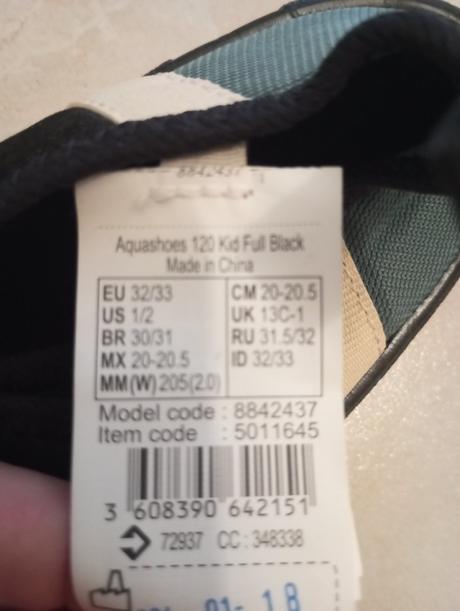 8842437
Aquashoes 120 Kid Full Black
Made in China
EU 32/33 CM 20-20.5
US 1/2 UK 13C-1
BR 30/31 RU 31.5/32
MX 20-20.5 ID 32/33
MM(W) 205(2.0)
Model code : 8842437
Item code : 5011645
3 608390 642151
72937 CC : 348338
01- 18